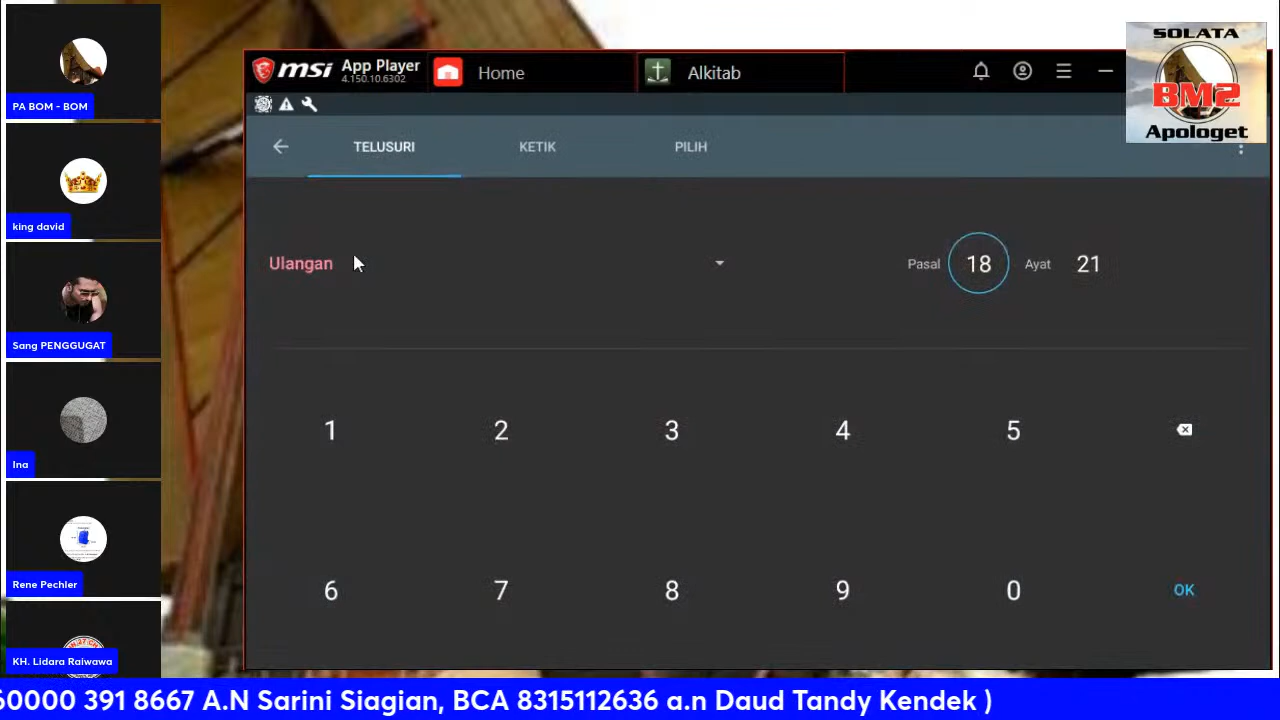 PA BOM - BOM
king david
Sang PENGGUGAT
Ina
Rene Pechler
KH. Lidara Raiwawa
msi App Player
4.150.10.6302
Home
Alkitab
SOLATA
BM2
Apologet
TELUSURI
KETIK
PILIH
Ulangan
Pasal 18 Ayat 21
1 2 3 4 5
6 7 8 9 0 OK
60000 391 8667 A.N Sarini Siagian, BCA 8315112636 a.n Daud Tandy Kendek )